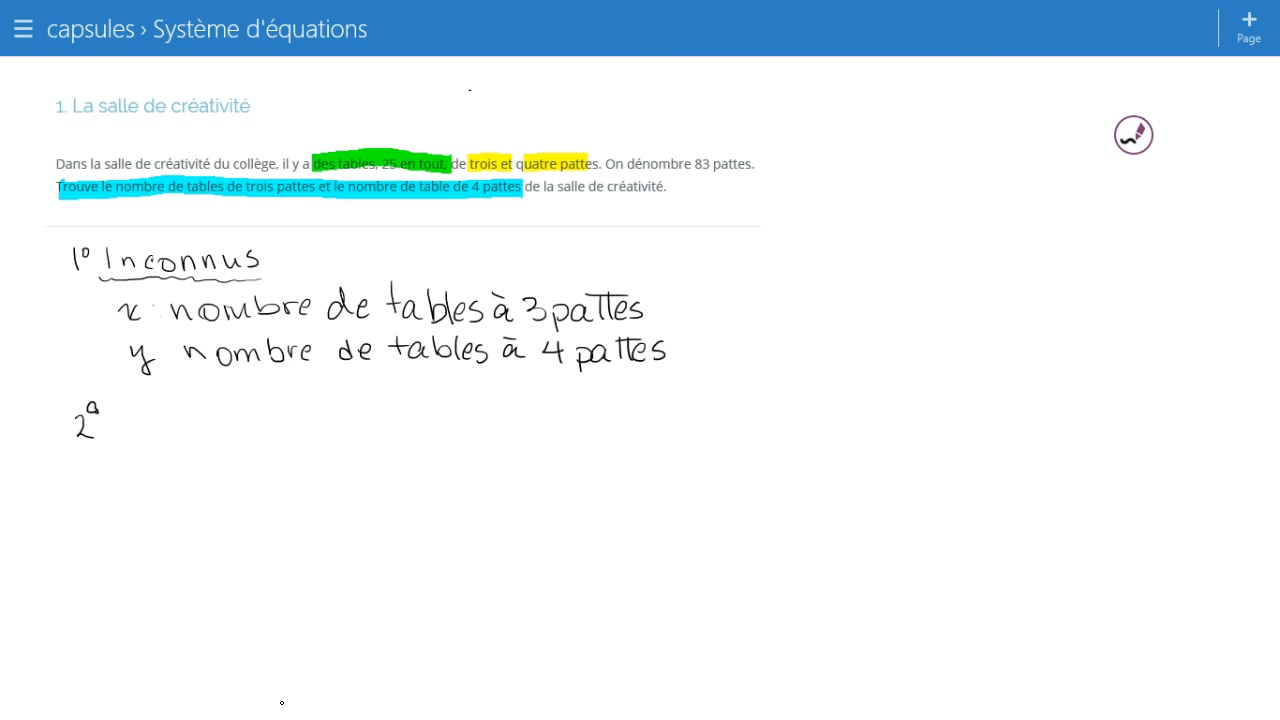 capsules › Système d'équations
Page
1. La salle de créativité
Dans la salle de créativité du collège, il y a des tables, 25 en tout, de trois et quatre pattes. On dénombre 83 pattes.
Trouve le nombre de tables de trois pattes et le nombre de table de 4 pattes de la salle de créativité.
1° Inconnus
x : nombre de tables à 3 pattes
y nombre de tables à 4 pattes
2°